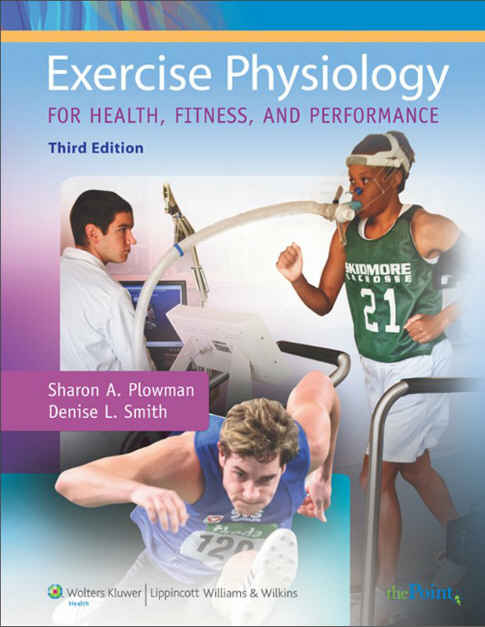 Exercise Physiology
FOR HEALTH, FITNESS, AND PERFORMANCE
Third Edition
SKIDMORE
LACROSSE
21
Sharon A. Plowman
Denise L. Smith
120
Wolters Kluwer | Lippincott Williams & Wilkins
Health
thePoint